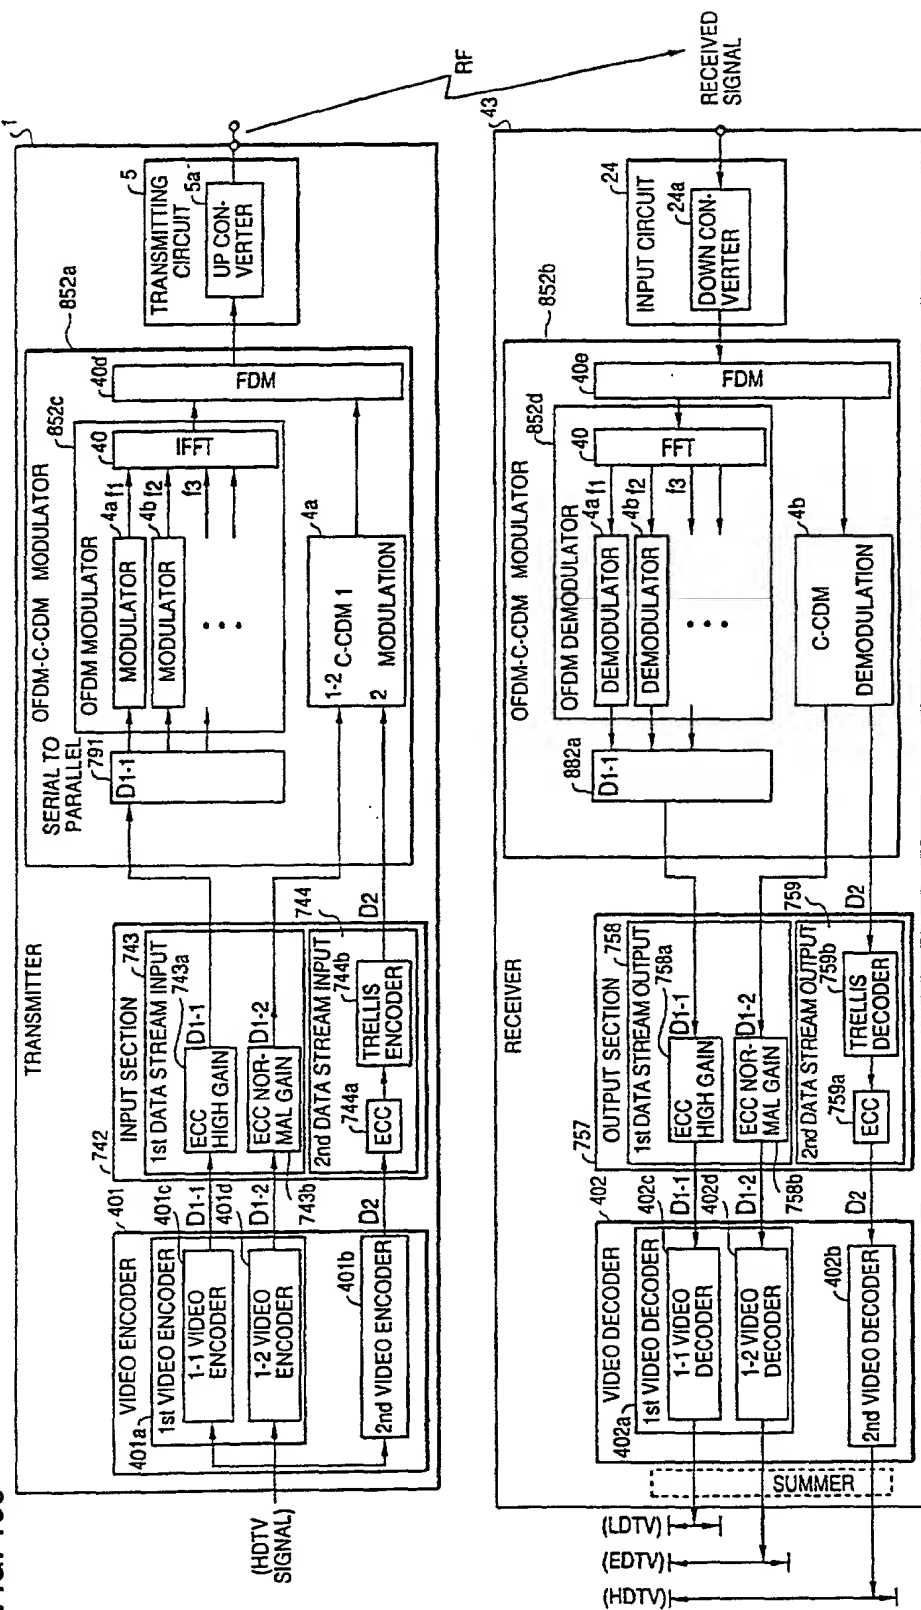 TRANSMITTER
1
(HDTV
SIGNAL)
401
VIDEO ENCODER
401a
1st VIDEO ENCODER
401c
1-1 VIDEO
ENCODER
401d
1-2 VIDEO
ENCODER
401b
2nd VIDEO ENCODER
D1-1
D1-2
D2
742
INPUT SECTION
743
1st DATA STREAM INPUT
743a
ECC
HIGH GAIN
D1-1
ECC NOR-
MAL GAIN
D1-2
743b
744
2nd DATA STREAM INPUT
744a
ECC
744b
TRELLIS
ENCODER
D2
852a
OFDM-C-CDM MODULATOR
SERIAL TO
PARALLEL
791
D1-1
852c
OFDM MODULATOR
4a
MODULATOR
f1
4b
MODULATOR
f2
f3
40
IFFT
4a
1-2 C-CDM 1
2 MODULATION
40d
FDM
5
TRANSMITTING
CIRCUIT
5a
UP CON-
VERTER
RF
RECEIVED
SIGNAL
RECEIVER
43
24
INPUT CIRCUIT
24a
DOWN CON-
VERTER
852b
OFDM-C-CDM MODULATOR
40e
FDM
852d
OFDM DEMODULATOR
40
FFT
4a
DEMODULATOR
f1
4b
DEMODULATOR
f2
f3
882a
D1-1
4b
C-CDM
DEMODULATION
757
OUTPUT SECTION
758
1st DATA STREAM OUTPUT
758a
ECC
HIGH GAIN
D1-1
ECC NOR-
MAL GAIN
D1-2
758b
759
2nd DATA STREAM OUTPUT
759a
ECC
759b
TRELLIS
DECODER
D2
D1-1
D1-2
D2
402
VIDEO DECODER
402a
1st VIDEO DECODER
402c
1-1 VIDEO
DECODER
402d
1-2 VIDEO
DECODER
402b
2nd VIDEO DECODER
SUMMER
(LDTV)
(EDTV)
(HDTV)